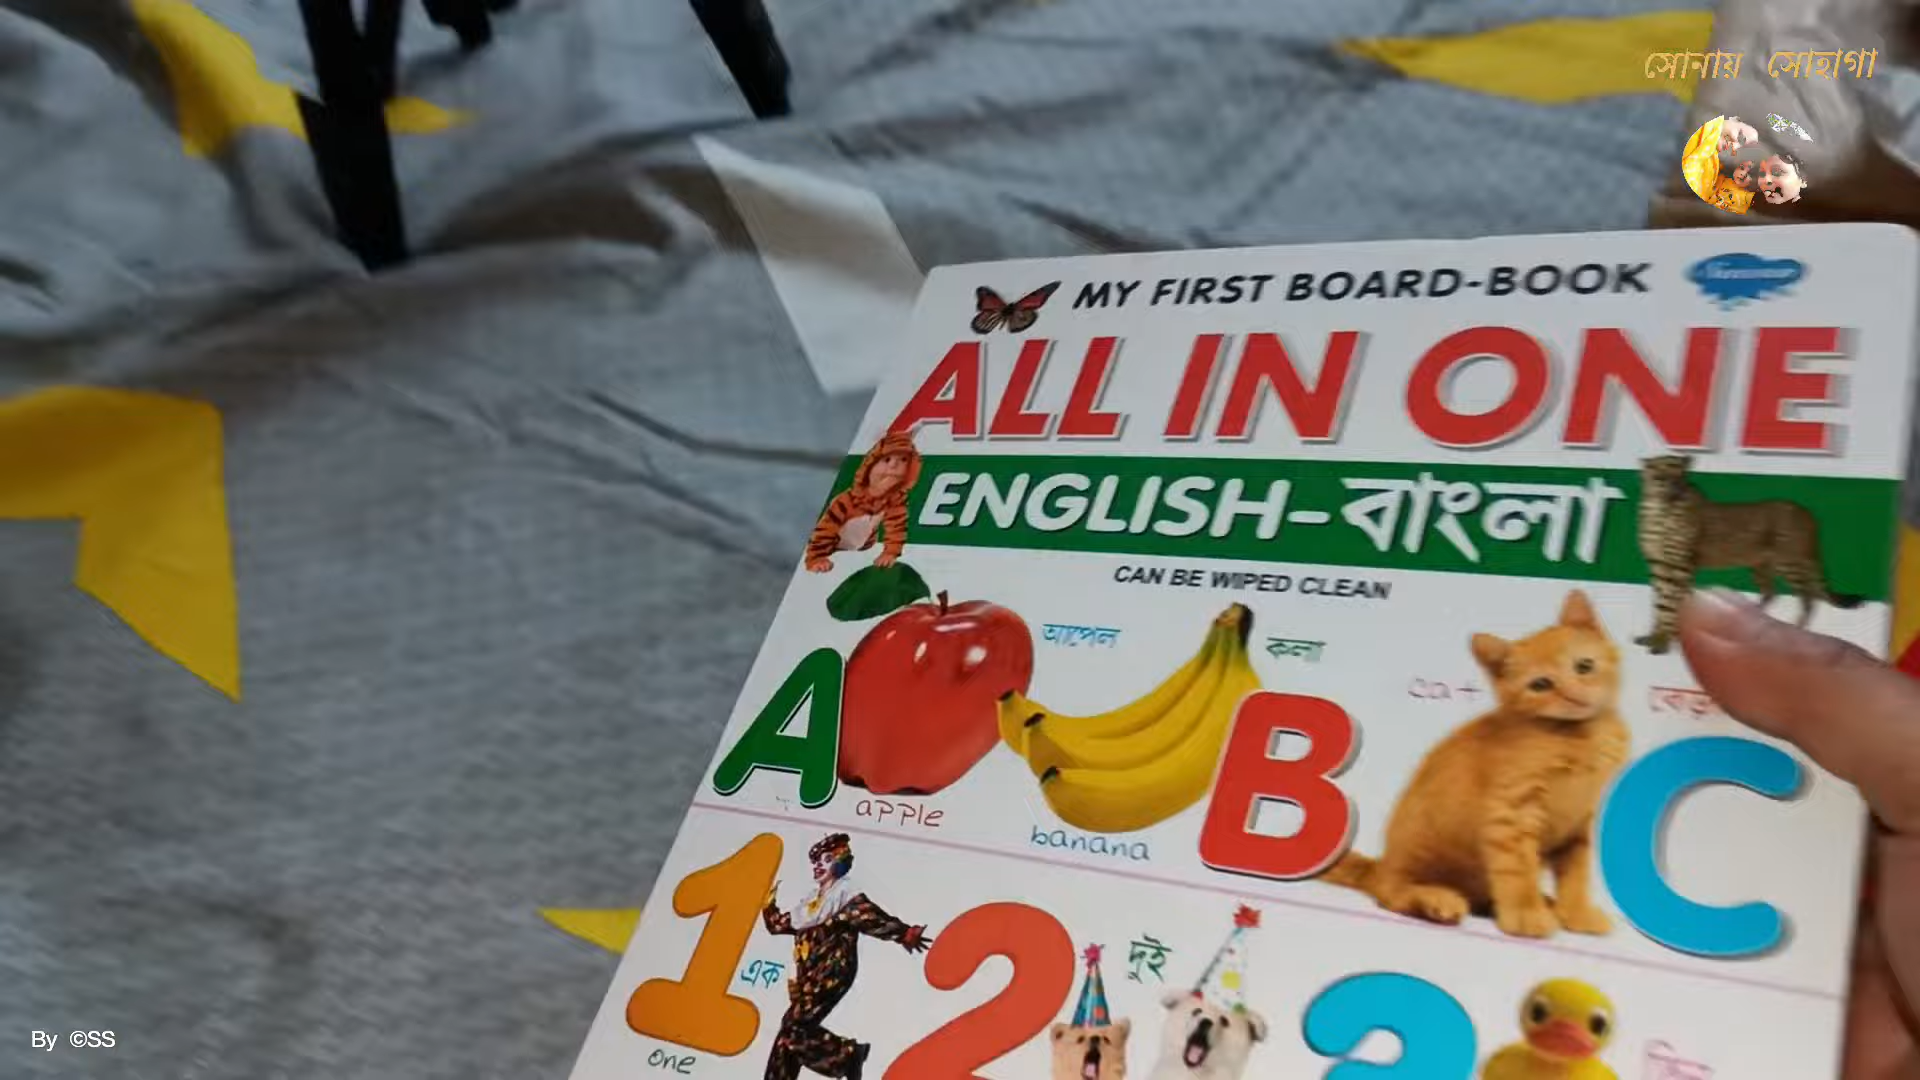 সোনায় সোহাগা
MY FIRST BOARD-BOOK
ALL IN ONE
ENGLISH-বাংলা
CAN BE WIPED CLEAN
আপেল
কলা
cat
A
B
C
apple
banana
1
এক
2
দুই
3
one
By ©SS